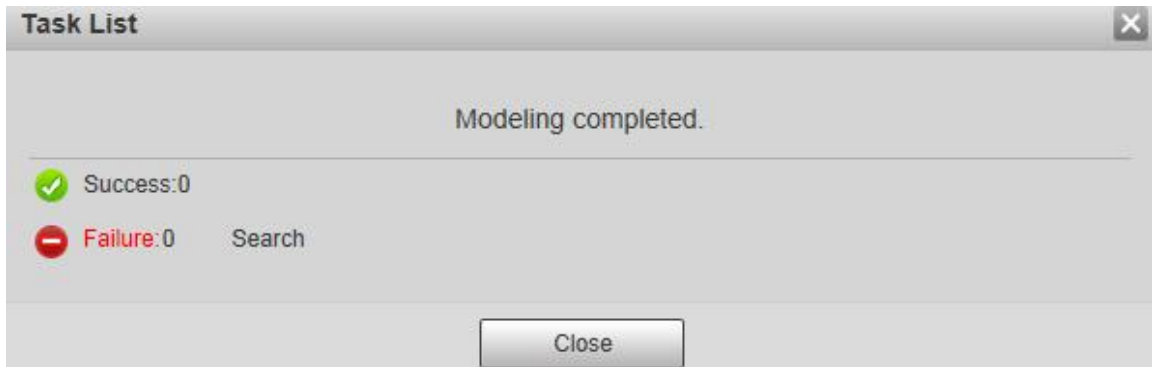 Task List
Modeling completed.
Success:0
Failure:0 Search
Close